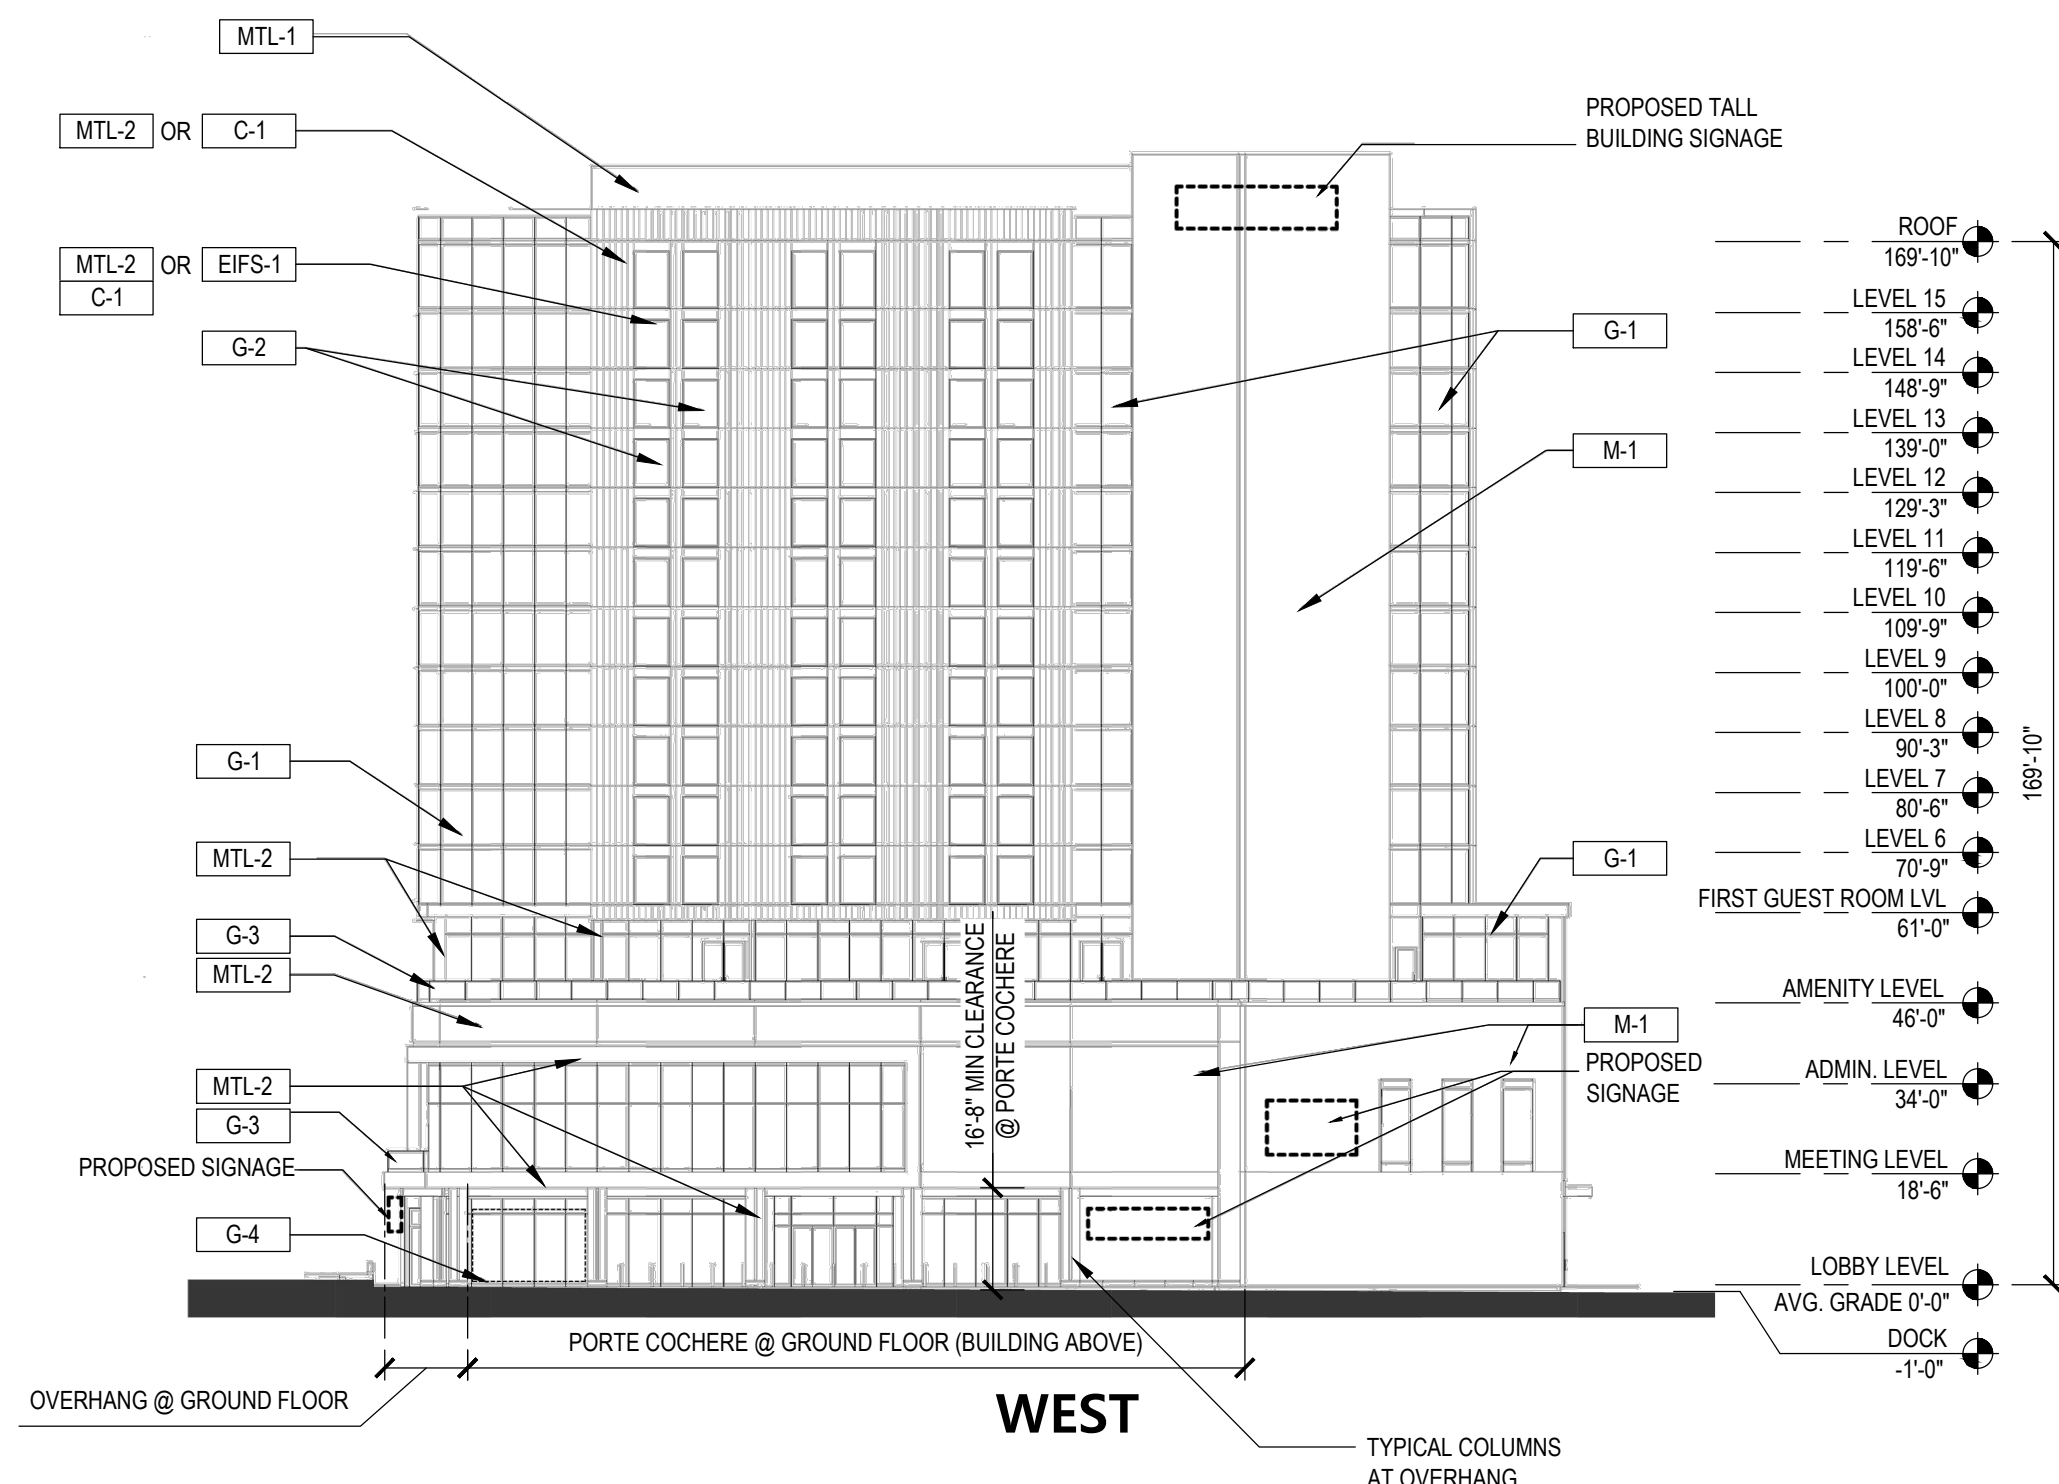 MTL-1
MTL-2 OR C-1
MTL-2 OR EIFS-1
C-1
G-2
G-1
MTL-2
G-3
MTL-2
MTL-2
G-3
PROPOSED SIGNAGE
G-4
OVERHANG @ GROUND FLOOR
PORTE COCHERE @ GROUND FLOOR (BUILDING ABOVE)
16'-8" MIN CLEARANCE
@ PORTE COCHERE
WEST
TYPICAL COLUMNS
AT OVERHANG
PROPOSED TALL
BUILDING SIGNAGE
G-1
M-1
G-1
M-1
PROPOSED
SIGNAGE
ROOF
169'-10"
LEVEL 15
158'-6"
LEVEL 14
148'-9"
LEVEL 13
139'-0"
LEVEL 12
129'-3"
LEVEL 11
119'-6"
LEVEL 10
109'-9"
LEVEL 9
100'-0"
LEVEL 8
90'-3"
LEVEL 7
80'-6"
LEVEL 6
70'-9"
FIRST GUEST ROOM LVL
61'-0"
AMENITY LEVEL
46'-0"
ADMIN. LEVEL
34'-0"
MEETING LEVEL
18'-6"
LOBBY LEVEL
AVG. GRADE 0'-0"
DOCK
-1'-0"
169'-10"